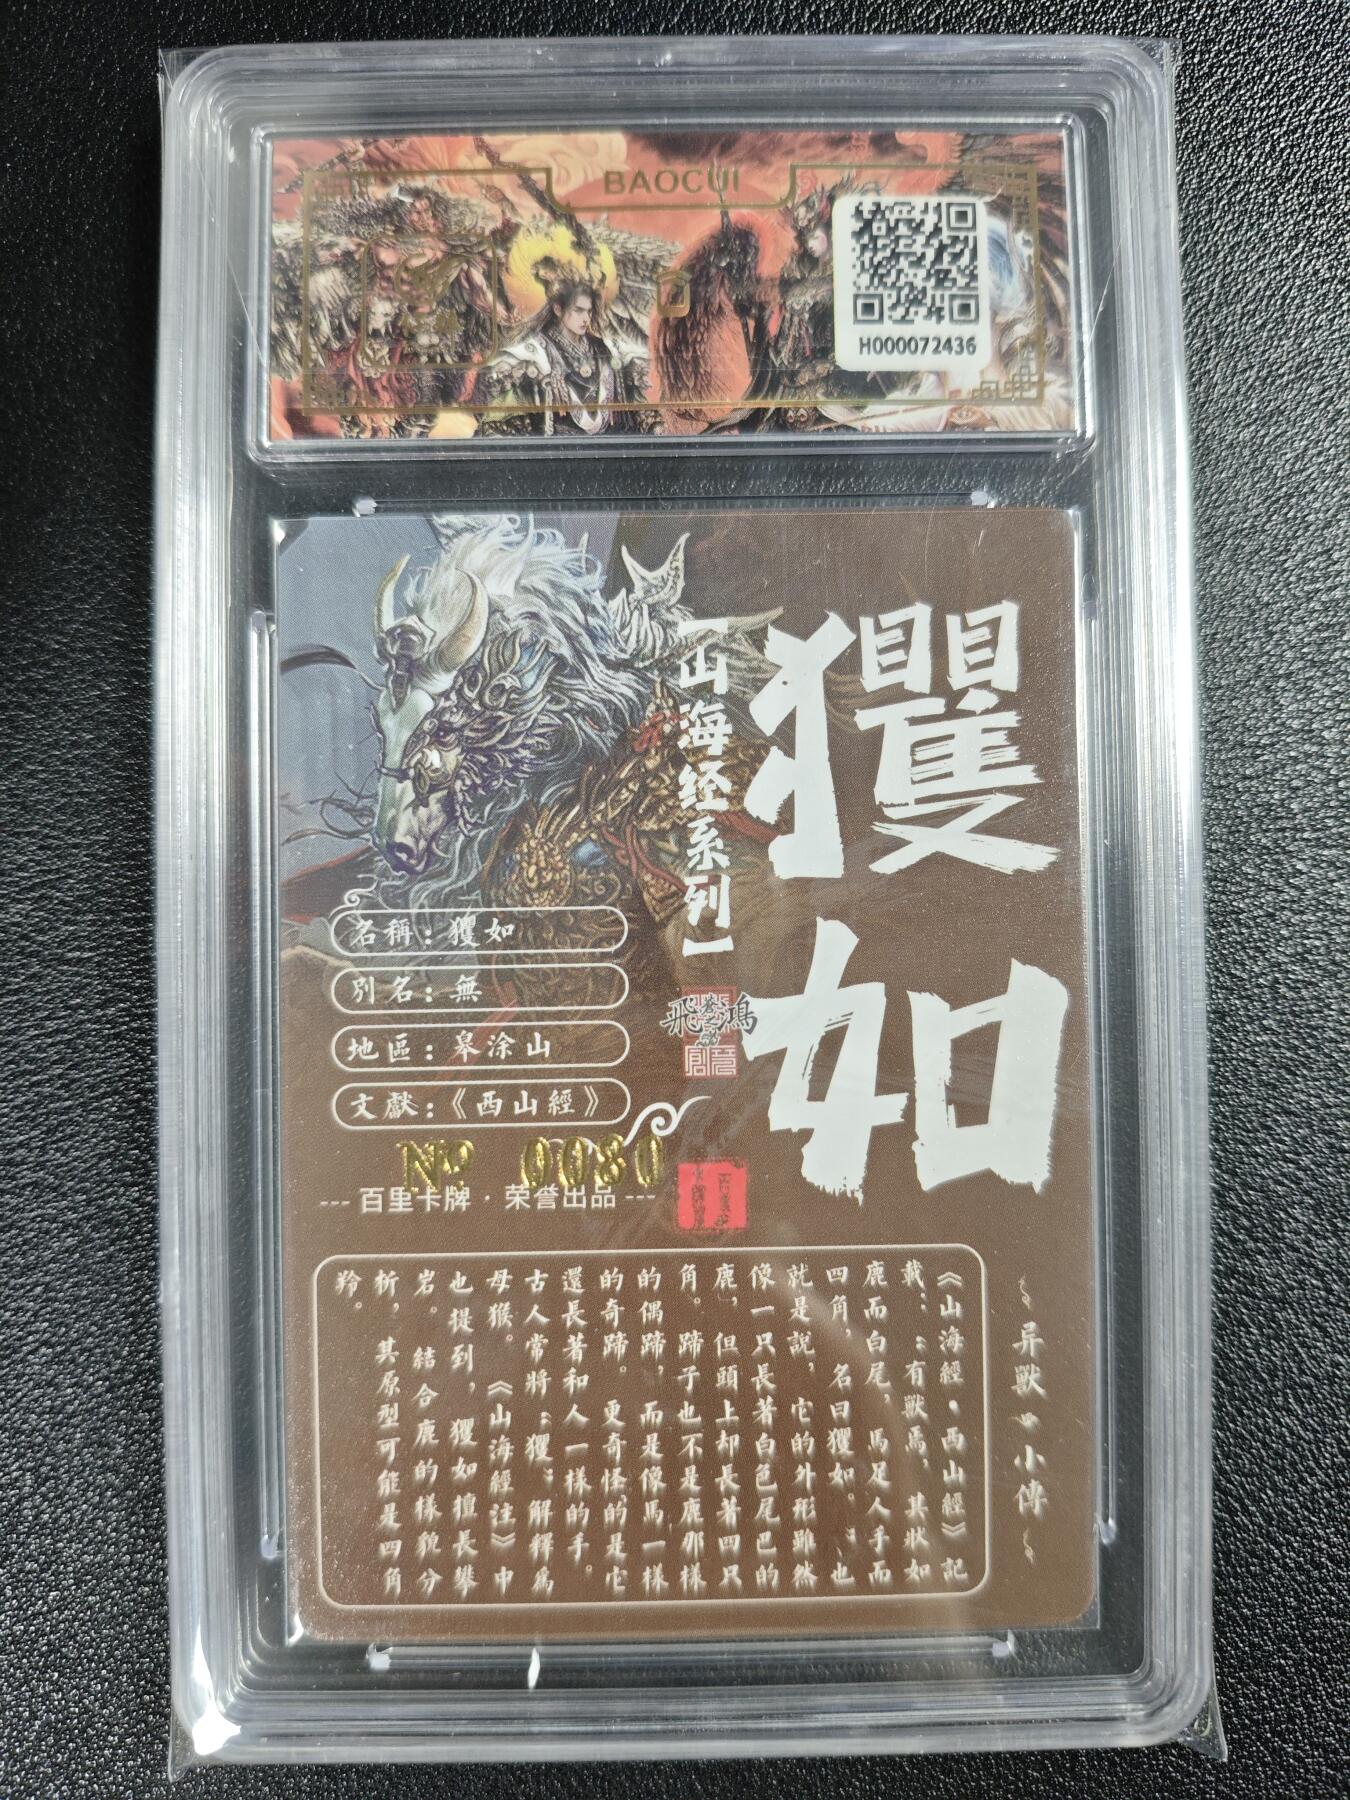 BAOCUI
H000072436
玃如
【山海经系列】
飛鴻
名稱：玃如
別名：無
地區：皋涂山
文獻：《西山經》
Nº 0080
--- 百里卡牌 · 荣誉出品 ---
异獸 小傳
《山海經·西山經》記
載：：有獸焉，其狀如
鹿而白尾，馬足人手而
四角，名曰玃如。：也
就是說，它的外形雖然
像一只長著白色尾巴的
鹿，但頭上却長著四只
角。蹄子也不是鹿那樣
的偶蹄，而是像馬一樣
的奇蹄。更奇怪的是它
還長著和人一樣的手。
古人常將：玃：解釋爲
母猴。《山海經注》中
也提到，玃如擅長攀
岩。結合鹿的樣貌分
析，其原型可能是四角
羚。